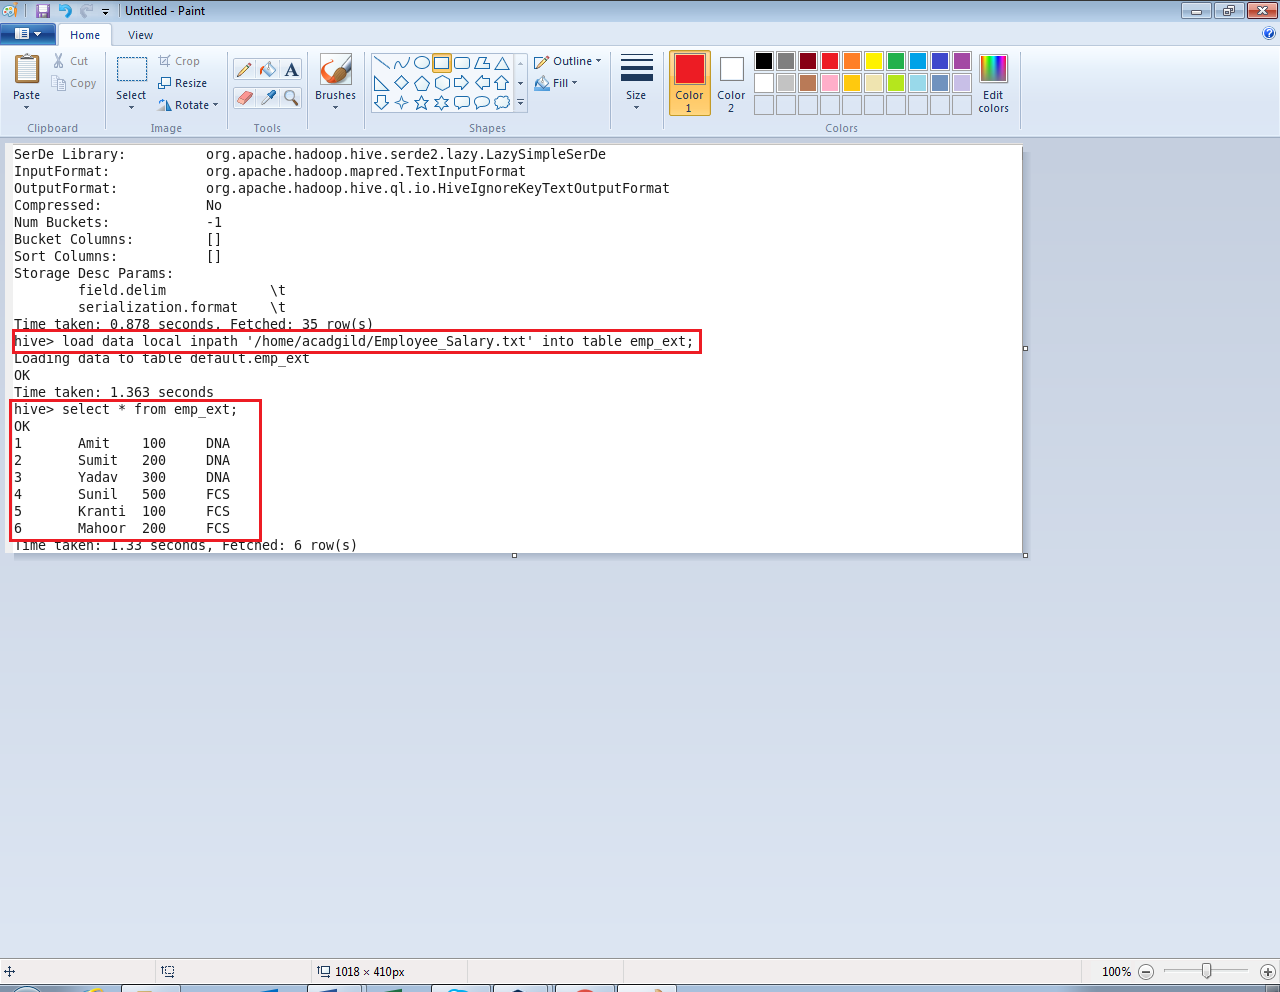 Untitled - Paint
Home View
Paste Cut Copy
Clipboard
Select Crop Resize Rotate
Image
A
Tools
Brushes
Shapes
Outline
Fill
Size
Color 1
Color 2
Edit colors
Colors
SerDe Library: org.apache.hadoop.hive.serde2.lazy.LazySimpleSerDe
InputFormat: org.apache.hadoop.mapred.TextInputFormat
OutputFormat: org.apache.hadoop.hive.ql.io.HiveIgnoreKeyTextOutputFormat
Compressed: No
Num Buckets: -1
Bucket Columns: []
Sort Columns: []
Storage Desc Params:
field.delim \t
serialization.format \t
Time taken: 0.878 seconds, Fetched: 35 row(s)
hive> load data local inpath '/home/acadgild/Employee_Salary.txt' into table emp_ext;
Loading data to table default.emp_ext
OK
Time taken: 1.363 seconds
hive> select * from emp_ext;
OK
1 Amit 100 DNA
2 Sumit 200 DNA
3 Yadav 300 DNA
4 Sunil 500 FCS
5 Kranti 100 FCS
6 Mahoor 200 FCS
Time taken: 1.33 seconds, Fetched: 6 row(s)
1018 × 410px
100%